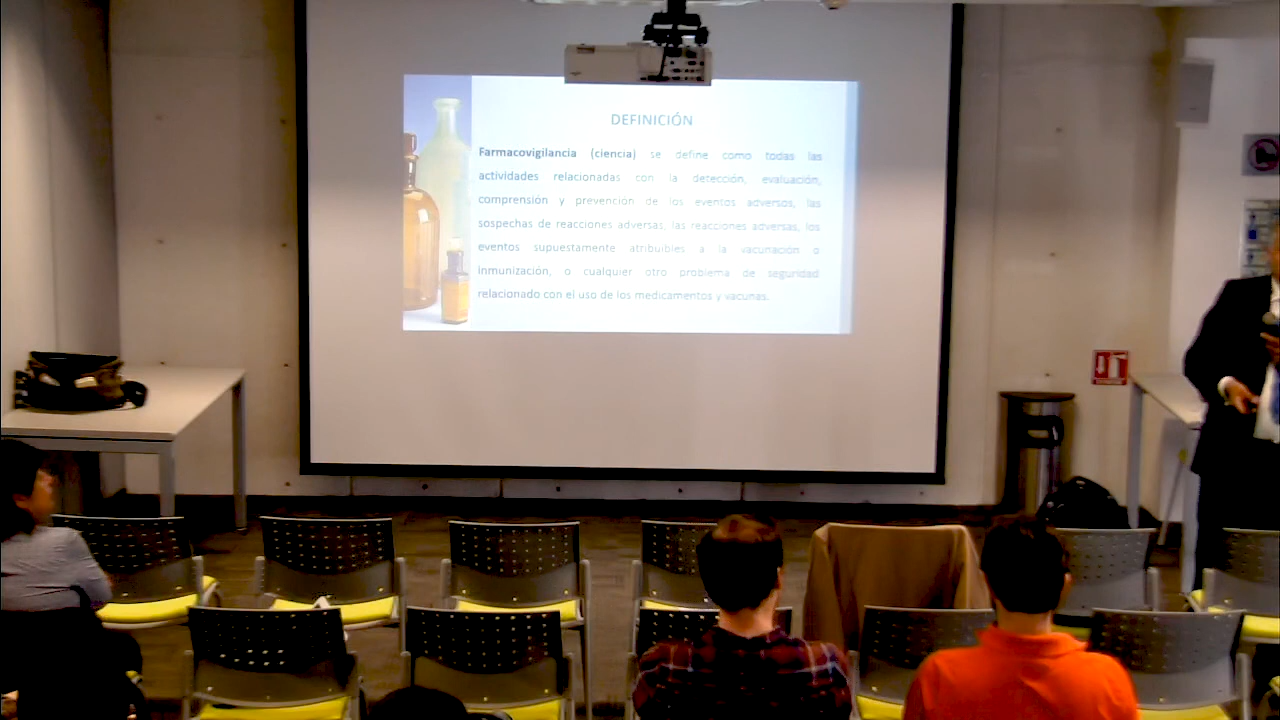 DEFINICIÓN
Farmacovigilancia (ciencia) se define como todas las
actividades relacionadas con la detección, evaluación,
comprensión y prevención de los eventos adversos, las
sospechas de reacciones adversas, las reacciones adversas, los
eventos supuestamente atribuibles a la vacunación o
inmunización, o cualquier otro problema de seguridad
relacionado con el uso de los medicamentos y vacunas.